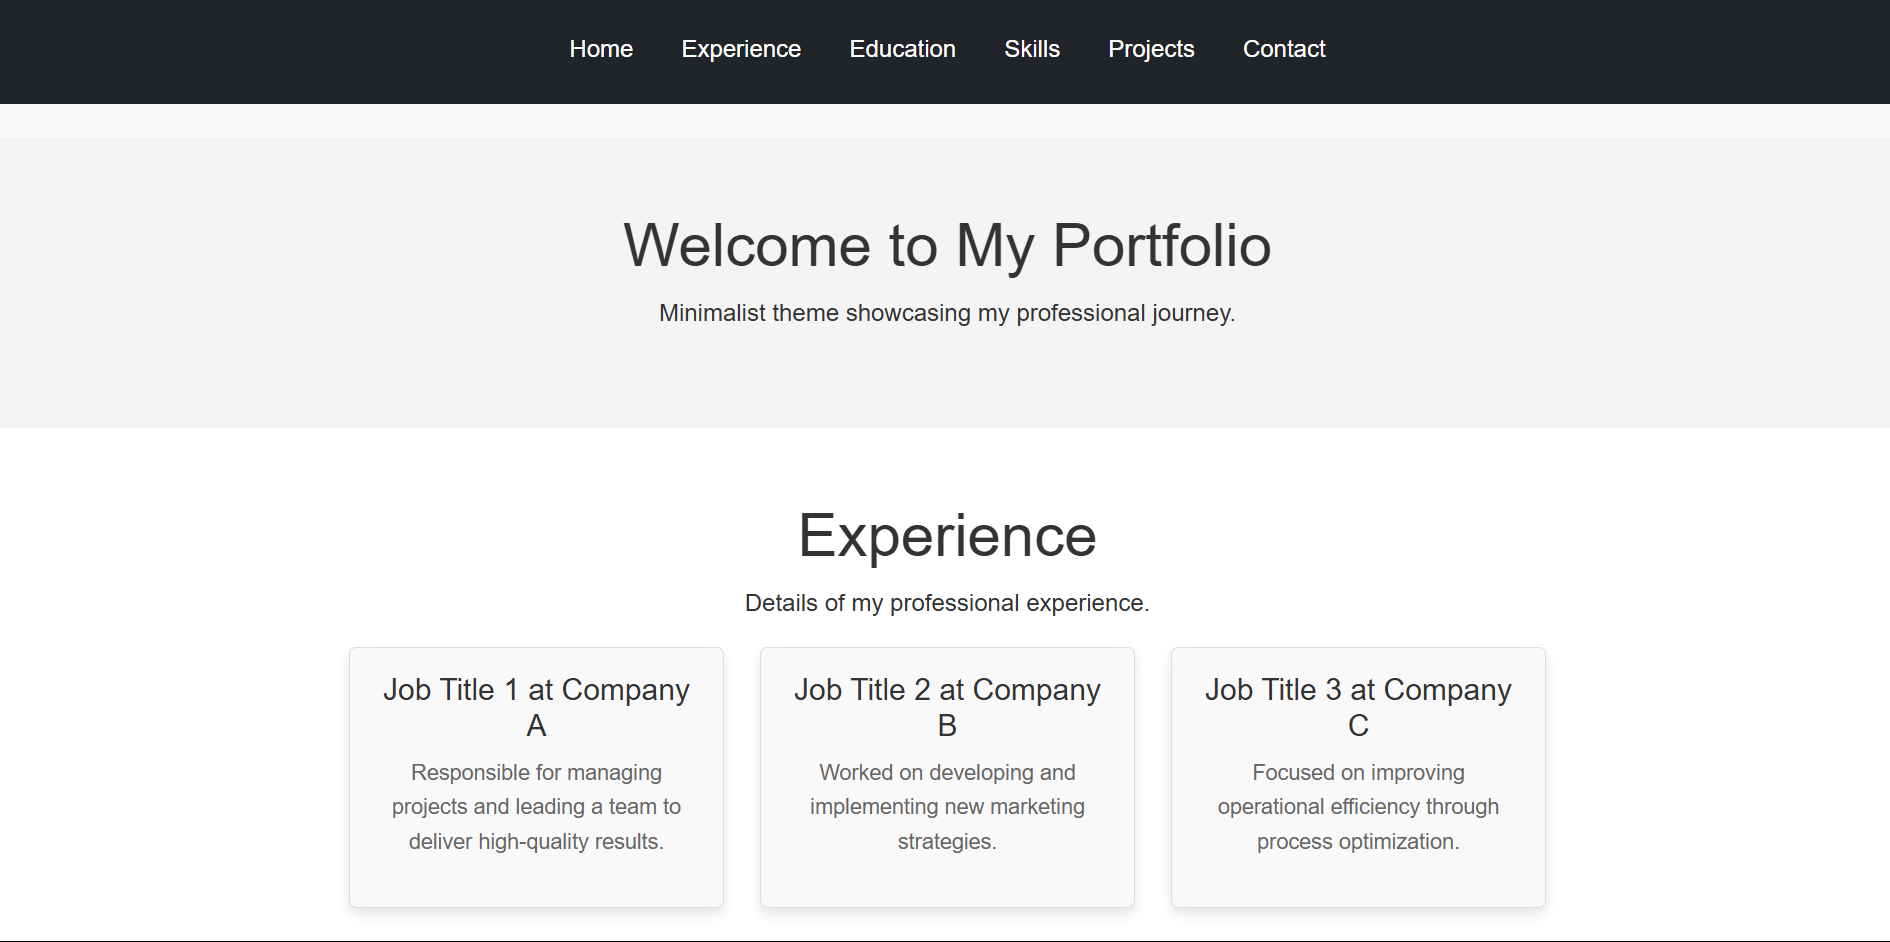 Home Experience Education Skills Projects Contact
Welcome to My Portfolio
Minimalist theme showcasing my professional journey.
Experience
Details of my professional experience.
Job Title 1 at Company
A
Responsible for managing
projects and leading a team to
deliver high-quality results.
Job Title 2 at Company
B
Worked on developing and
implementing new marketing
strategies.
Job Title 3 at Company
C
Focused on improving
operational efficiency through
process optimization.